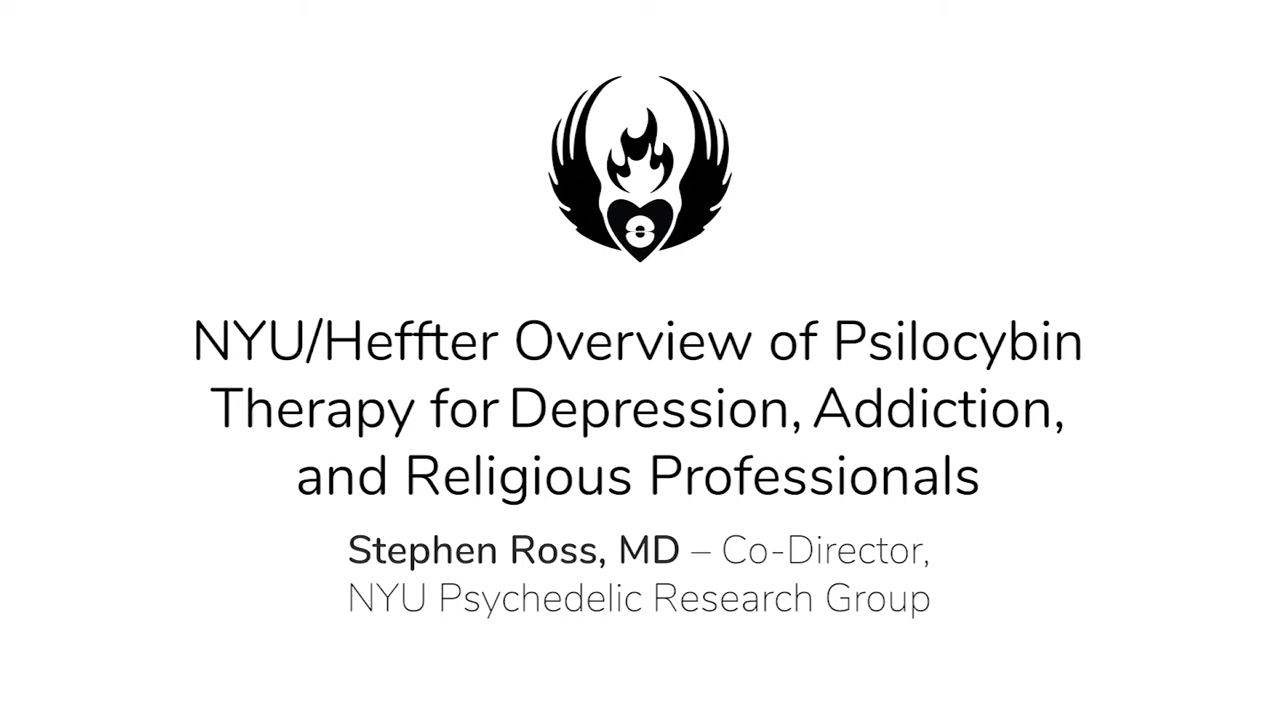 8
NYU/Heffter Overview of Psilocybin
Therapy for Depression, Addiction,
and Religious Professionals
Stephen Ross, MD – Co-Director,
NYU Psychedelic Research Group